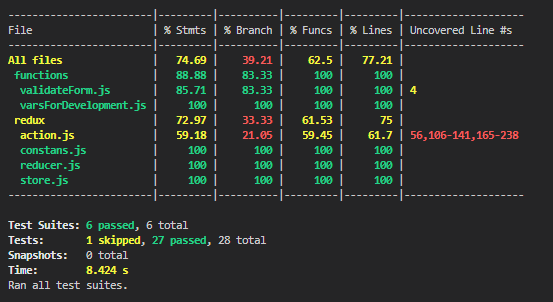 ----------------------|---------|----------|---------|---------|-------------------
File                  | % Stmts | % Branch | % Funcs | % Lines | Uncovered Line #s
----------------------|---------|----------|---------|---------|-------------------
All files             |   74.69 |    39.21 |    62.5 |   77.21 |
 functions            |   88.88 |    83.33 |     100 |     100 |
  validateForm.js     |   85.71 |    83.33 |     100 |     100 | 4
  varsForDevelopment.js |     100 |      100 |     100 |     100 |
 redux                |   72.97 |    33.33 |   61.53 |      75 |
  action.js           |   59.18 |    21.05 |   59.45 |    61.7 | 56,106-141,165-238
  constans.js         |     100 |      100 |     100 |     100 |
  reducer.js          |     100 |      100 |     100 |     100 |
  store.js            |     100 |      100 |     100 |     100 |
----------------------|---------|----------|---------|---------|-------------------
Test Suites: 6 passed, 6 total
Tests:       1 skipped, 27 passed, 28 total
Snapshots:   0 total
Time:        8.424 s
Ran all test suites.